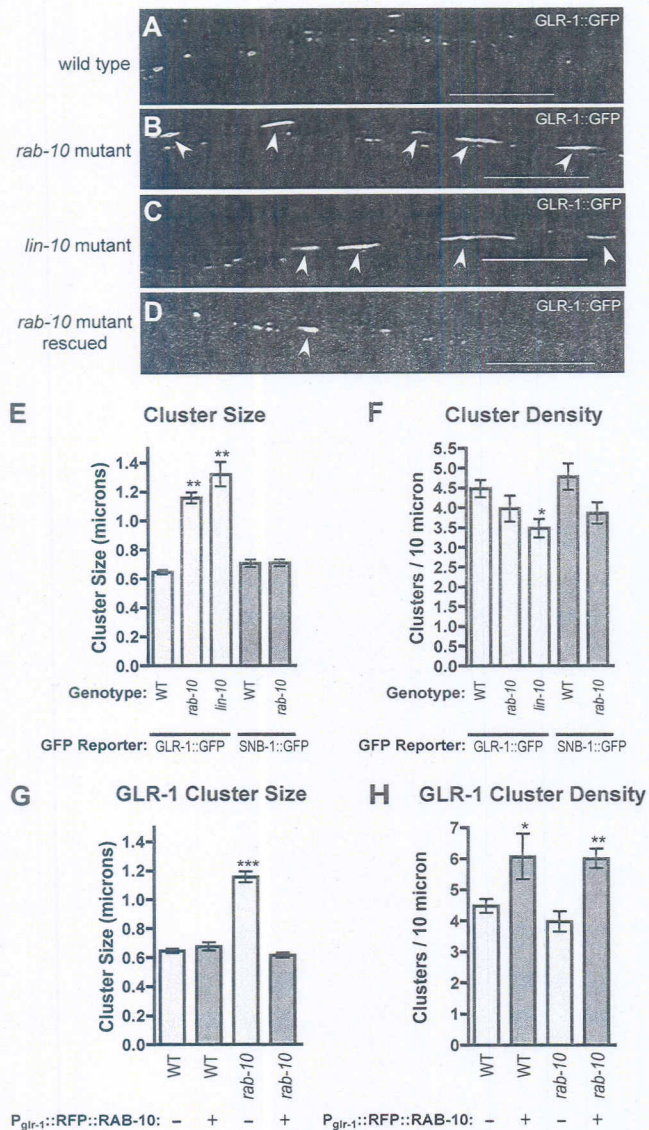 A GLR-1::GFP
wild type
B GLR-1::GFP
rab-10 mutant
C GLR-1::GFP
lin-10 mutant
D GLR-1::GFP
rab-10 mutant
rescued
E Cluster Size
Cluster Size (microns)
1.4
1.2
1.0
0.8
0.6
0.4
0.2
0.0
** **
Genotype: WT rab-10 lin-10 WT rab-10
GFP Reporter: GLR-1::GFP SNB-1::GFP
F Cluster Density
Clusters / 10 micron
5.5
5.0
4.5
4.0
3.5
3.0
2.5
2.0
1.5
1.0
0.5
0.0
*
Genotype: WT rab-10 lin-10 WT rab-10
GFP Reporter: GLR-1::GFP SNB-1::GFP
G GLR-1 Cluster Size
Cluster Size (microns)
1.4
1.2
1.0
0.8
0.6
0.4
0.2
0.0
***
WT WT rab-10 rab-10
Pglr-1::RFP::RAB-10: – + – +
H GLR-1 Cluster Density
Clusters / 10 micron
6
5
4
3
2
1
0
* **
WT WT rab-10 rab-10
Pglr-1::RFP::RAB-10: – + – +